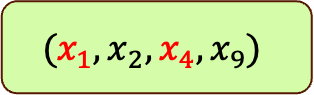 (x₁, x₂, x₄, x₉)